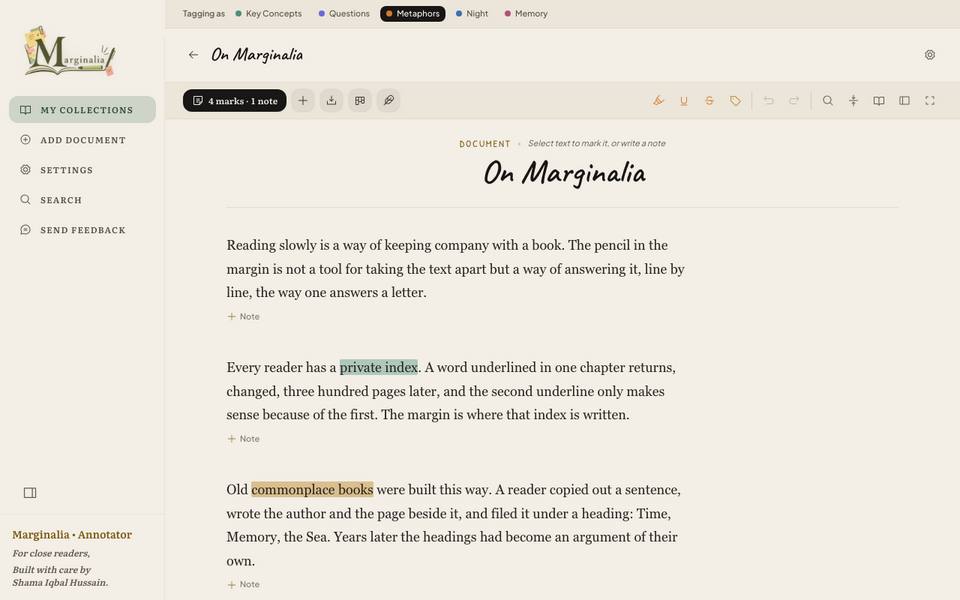 Tagging as Key Concepts Questions Metaphors Night Memory
Marginalia
On Marginalia
MY COLLECTIONS
ADD DOCUMENT
SETTINGS
SEARCH
SEND FEEDBACK
4 marks · 1 note
DOCUMENT • Select text to mark it, or write a note
On Marginalia
Reading slowly is a way of keeping company with a book. The pencil in the
margin is not a tool for taking the text apart but a way of answering it, line by
line, the way one answers a letter.
+ Note
Every reader has a private index. A word underlined in one chapter returns,
changed, three hundred pages later, and the second underline only makes
sense because of the first. The margin is where that index is written.
+ Note
Old commonplace books were built this way. A reader copied out a sentence,
wrote the author and the page beside it, and filed it under a heading: Time,
Memory, the Sea. Years later the headings had become an argument of their
own.
+ Note
Marginalia • Annotator
For close readers,
Built with care by
Shama Iqbal Hussain.